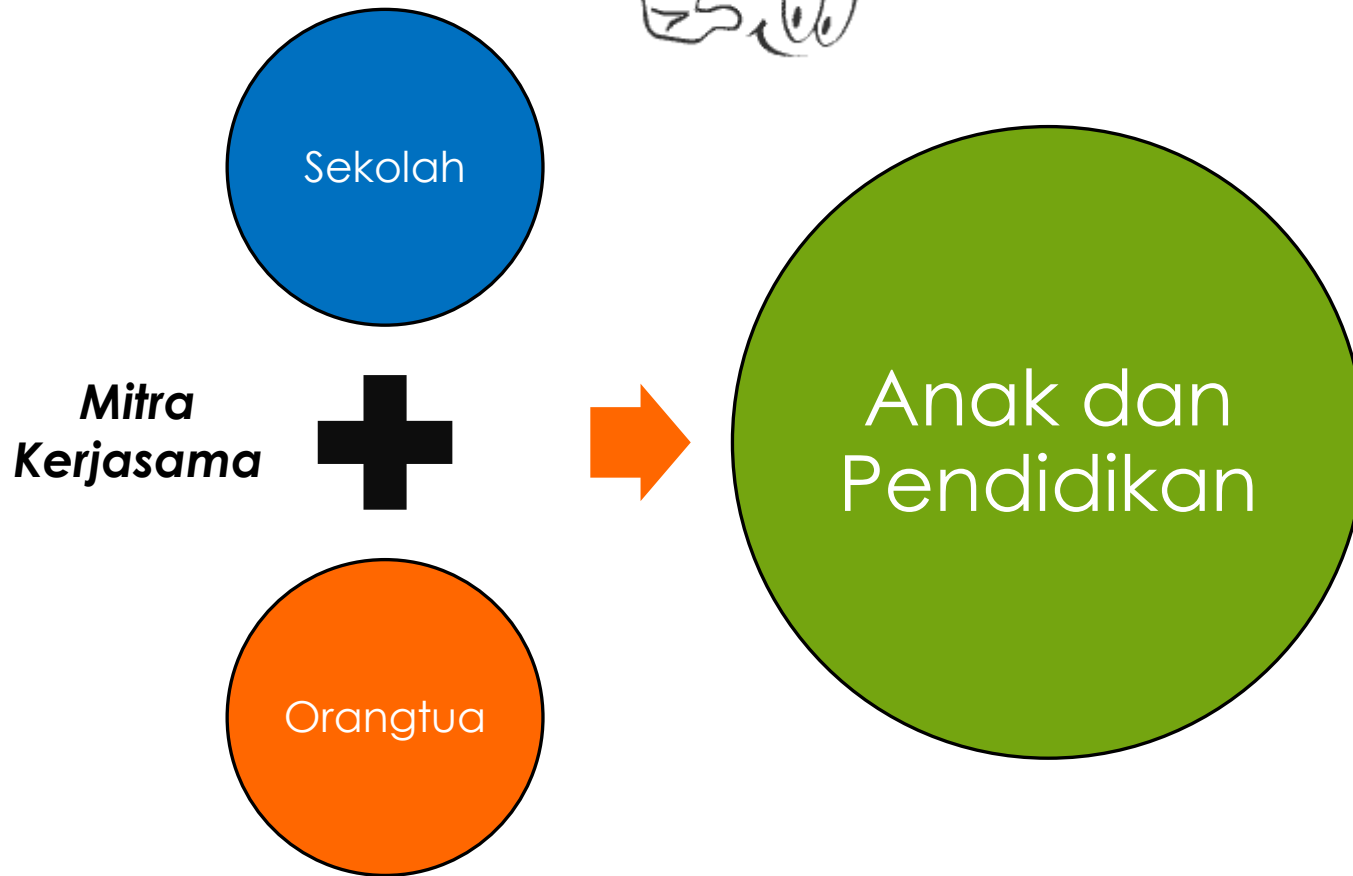 Sekolah
Mitra
Kerjasama
Anak dan
Pendidikan
Orangtua